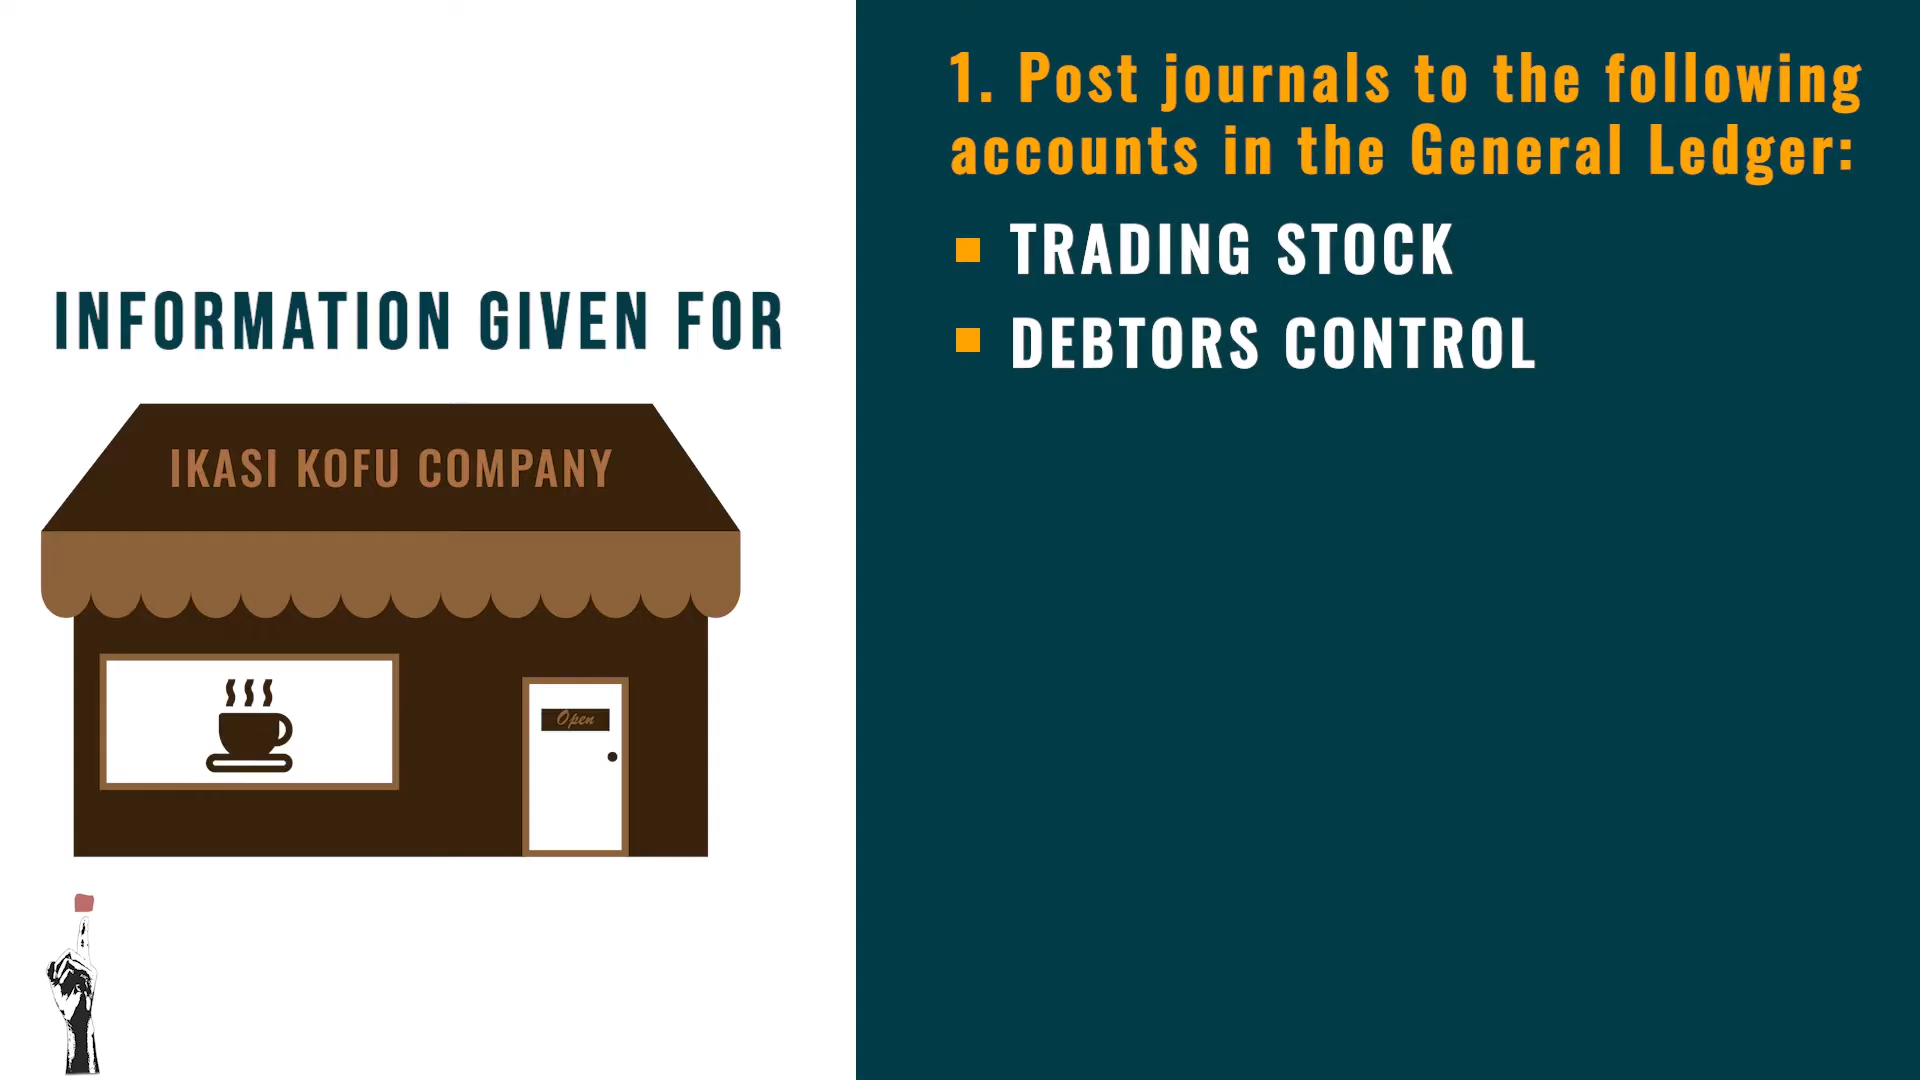 INFORMATION GIVEN FOR
IKASI KOFU COMPANY
Open
1. Post journals to the following
accounts in the General Ledger:
TRADING STOCK
DEBTORS CONTROL